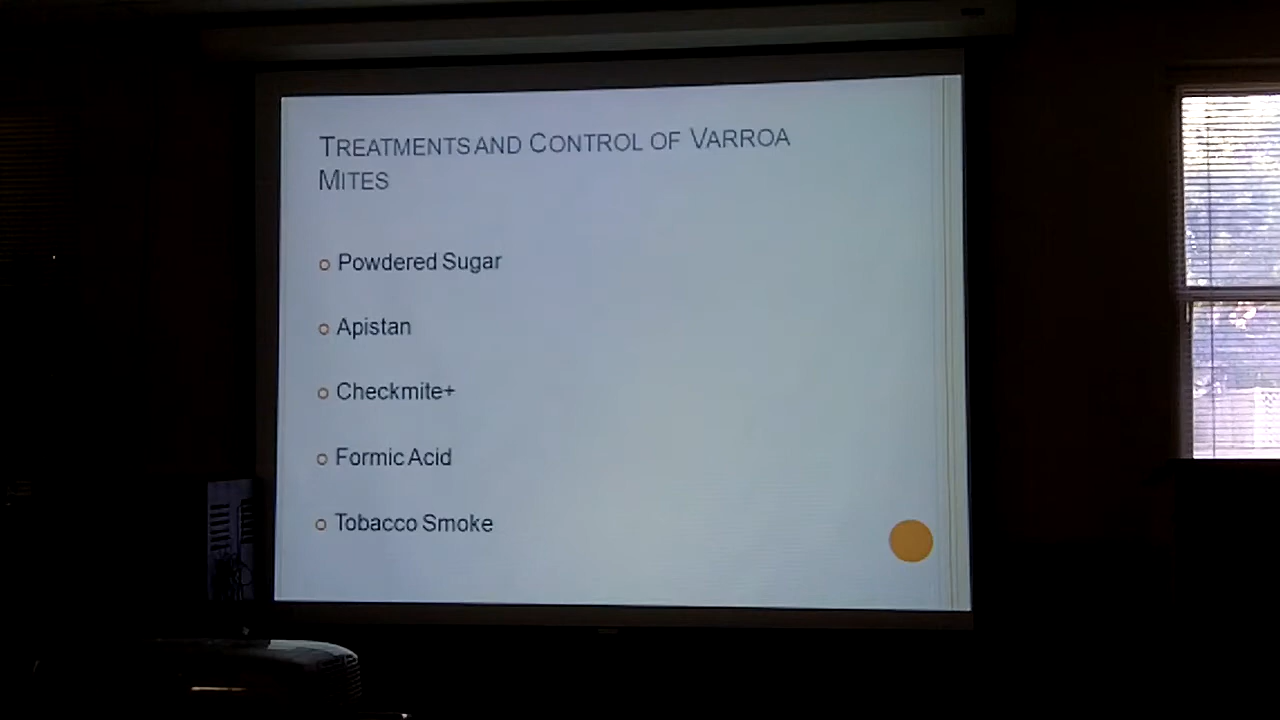 TREATMENTS AND CONTROL OF VARROA
MITES
Powdered Sugar
Apistan
Checkmite+
Formic Acid
Tobacco Smoke